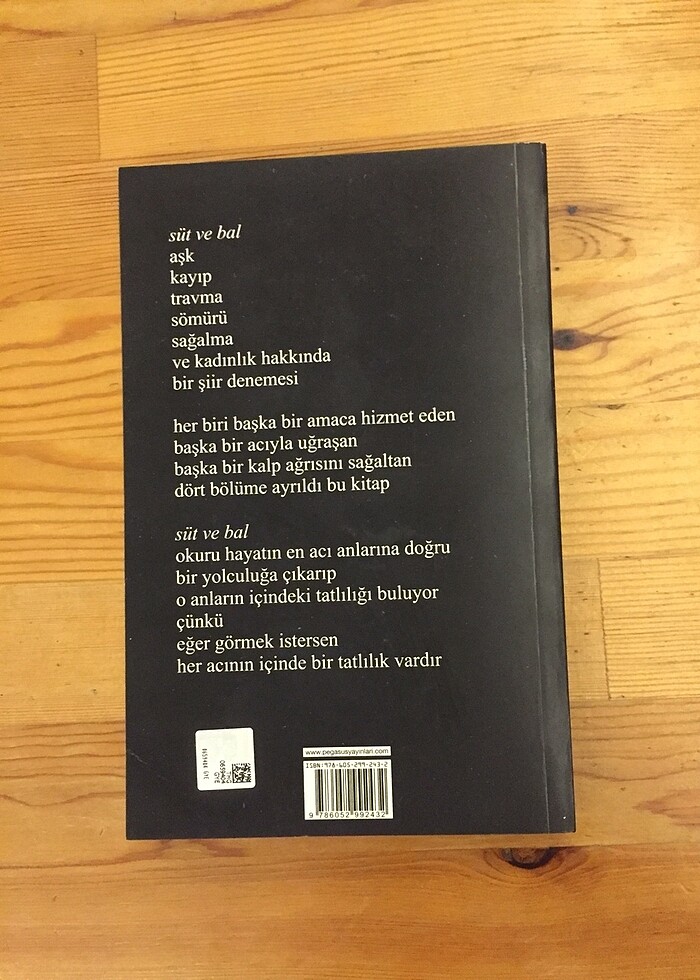 süt ve bal
aşk
kayıp
travma
sömürü
sağalma
ve kadınlık hakkında
bir şiir denemesi
her biri başka bir amaca hizmet eden
başka bir acıyla uğraşan
başka bir kalp ağrısını sağaltan
dört bölüme ayrıldı bu kitap
süt ve bal
okuru hayatın en acı anlarına doğru
bir yolculuğa çıkarıp
o anların içindeki tatlılığı buluyor
çünkü
eğer görmek istersen
her acının içinde bir tatlılık vardır
www.pegasusyayinlari.com
ISBN:978-605-299-243-2
9 786052 992432